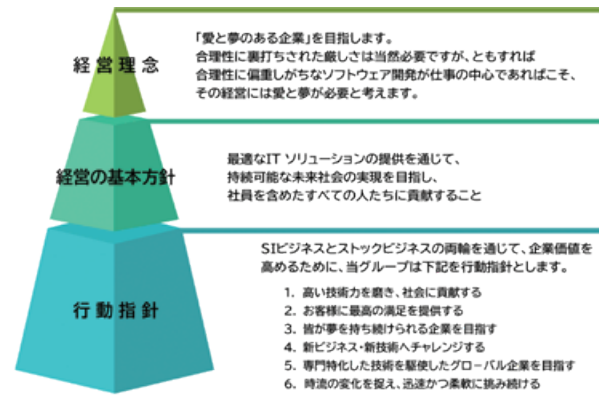 経営理念
「愛と夢のある企業」を目指します。
合理性に裏打ちされた厳しさは当然必要ですが、ともすれば
合理性に偏重しがちなソフトウェア開発が仕事の中心であればこそ、
その経営には愛と夢が必要と考えます。
経営の基本方針
最適なIT ソリューションの提供を通じて、
持続可能な未来社会の実現を目指し、
社員を含めたすべての人たちに貢献すること
行動指針
SIビジネスとストックビジネスの両輪を通じて、企業価値を
高めるために、当グループは下記を行動指針とします。
1. 高い技術力を磨き、社会に貢献する
2. お客様に最高の満足を提供する
3. 皆が夢を持ち続けられる企業を目指す
4. 新ビジネス・新技術へチャレンジする
5. 専門特化した技術を駆使したグローバル企業を目指す
6. 時流の変化を捉え、迅速かつ柔軟に挑み続ける